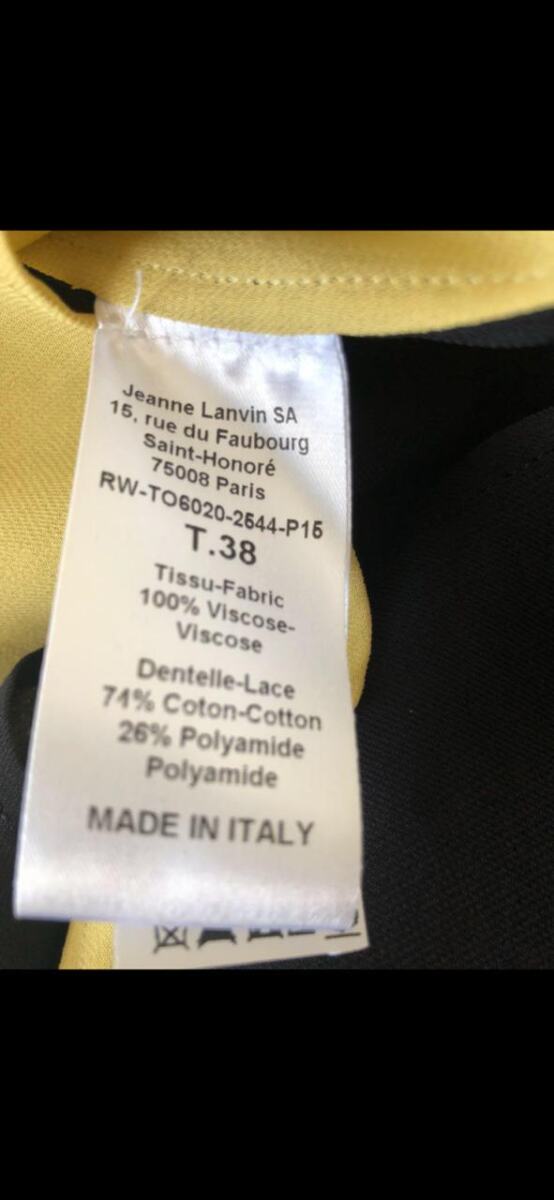 Jeanne Lanvin SA
15, rue du Faubourg
Saint-Honoré
75008 Paris
RW-TO6020-2544-P15
T.38
Tissu-Fabric
100% Viscose-
Viscose
Dentelle-Lace
74% Coton-Cotton
26% Polyamide
Polyamide
MADE IN ITALY